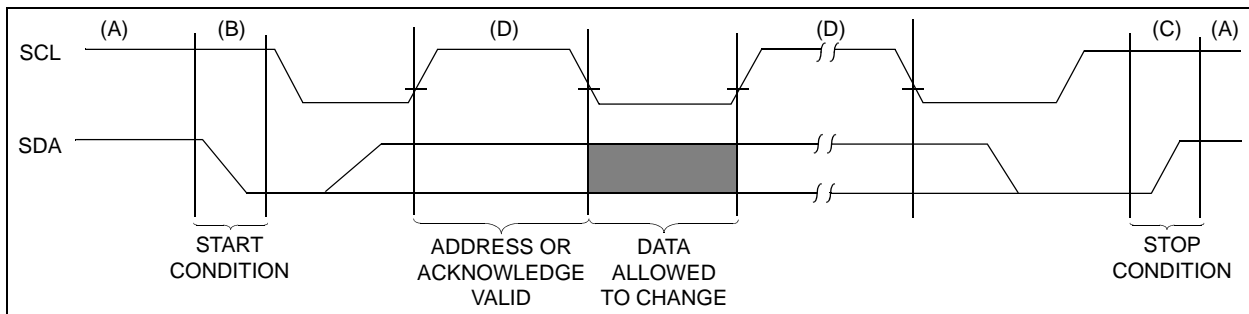 (A) (B) (D) (D) (C) (A)
SCL
SDA
START
CONDITION
ADDRESS OR
ACKNOWLEDGE
VALID
DATA
ALLOWED
TO CHANGE
STOP
CONDITION